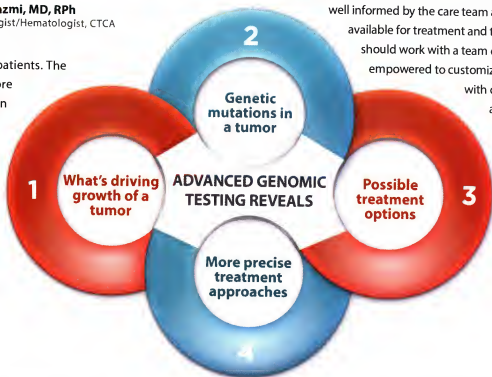 azmi, MD, RPh
gist/Hematologist, CTCA
patients. The
ore
n
well informed by the care team a
available for treatment and t
should work with a team
empowered to customiz
with
a
2
Genetic
mutations in
a tumor
1
What's driving
growth of a
tumor
ADVANCED GENOMIC
TESTING REVEALS
Possible
treatment
options
3
More precise
treatment
approaches
4